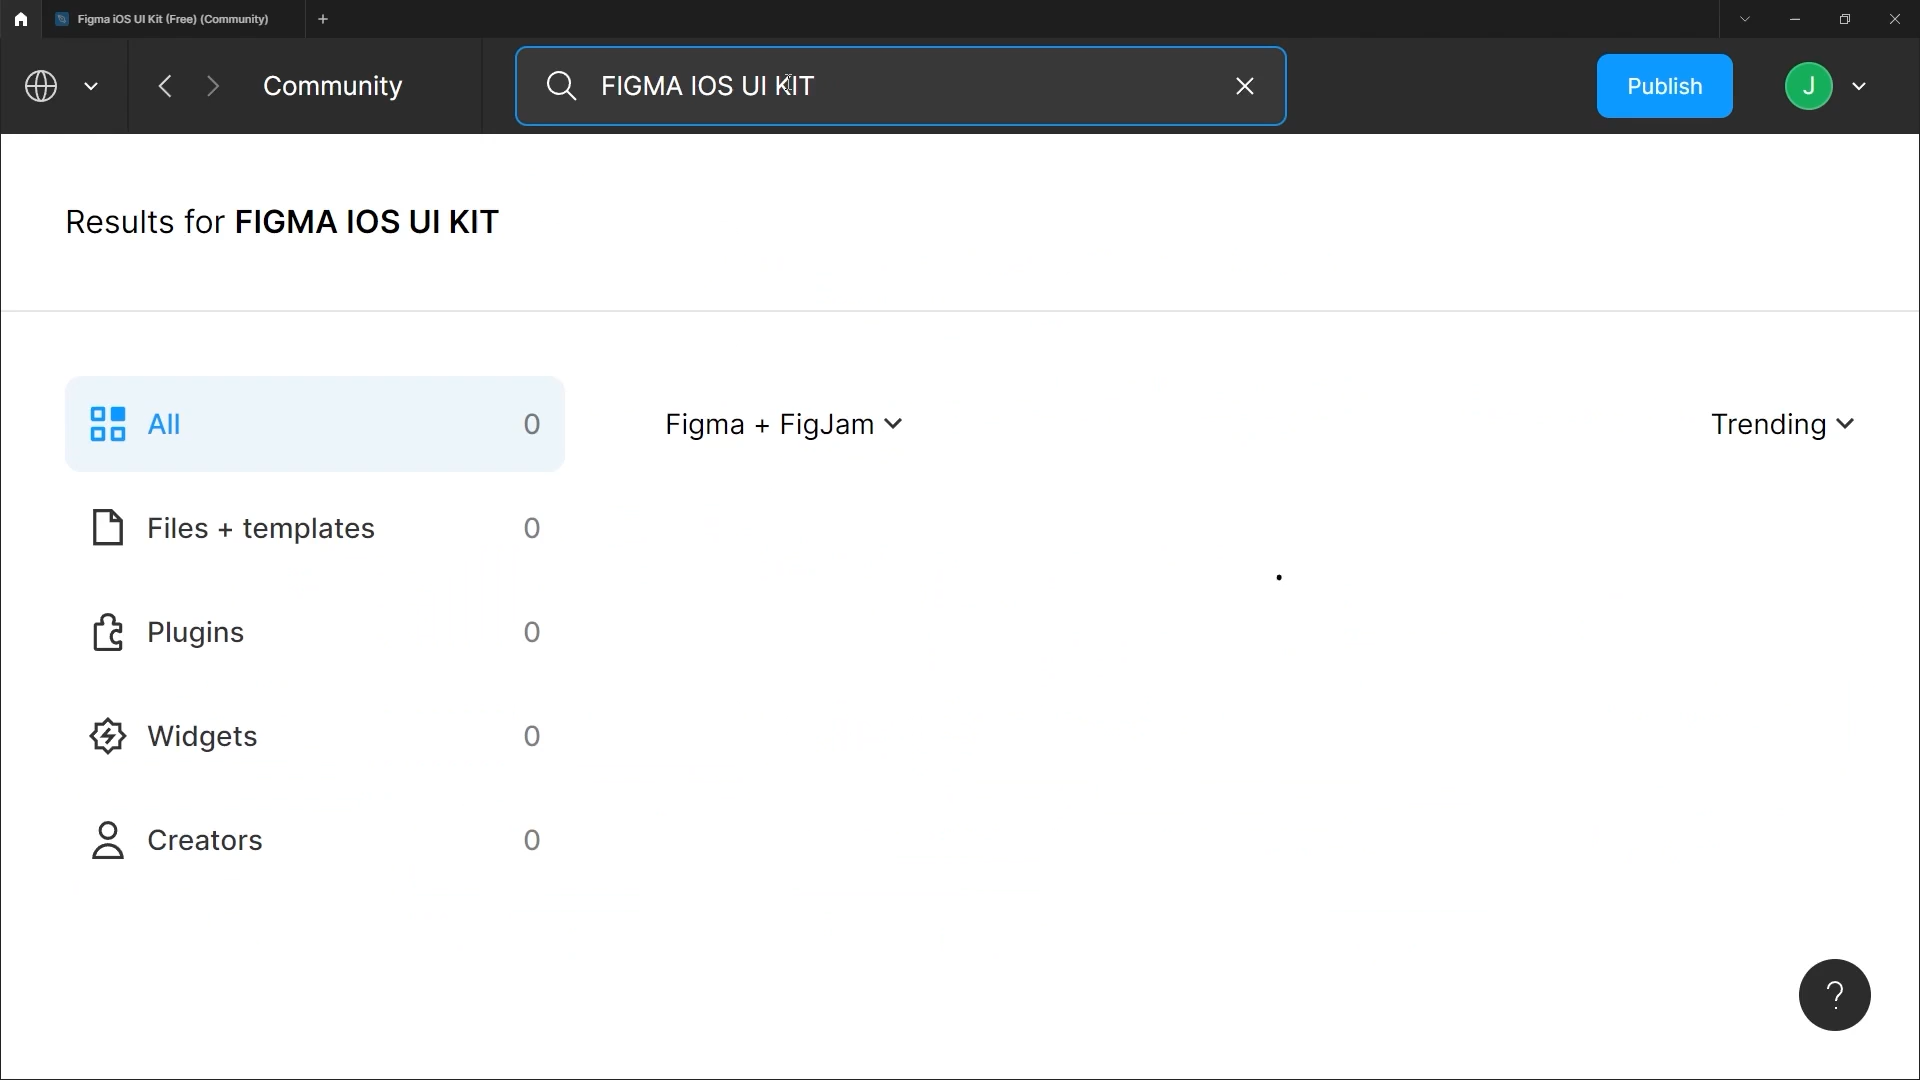 Figma iOS UI Kit (Free) (Community)
Community
FIGMA IOS UI KIT
Publish
J
Results for FIGMA IOS UI KIT
All 0
Figma + FigJam
Trending
Files + templates 0
Plugins 0
Widgets 0
Creators 0
?